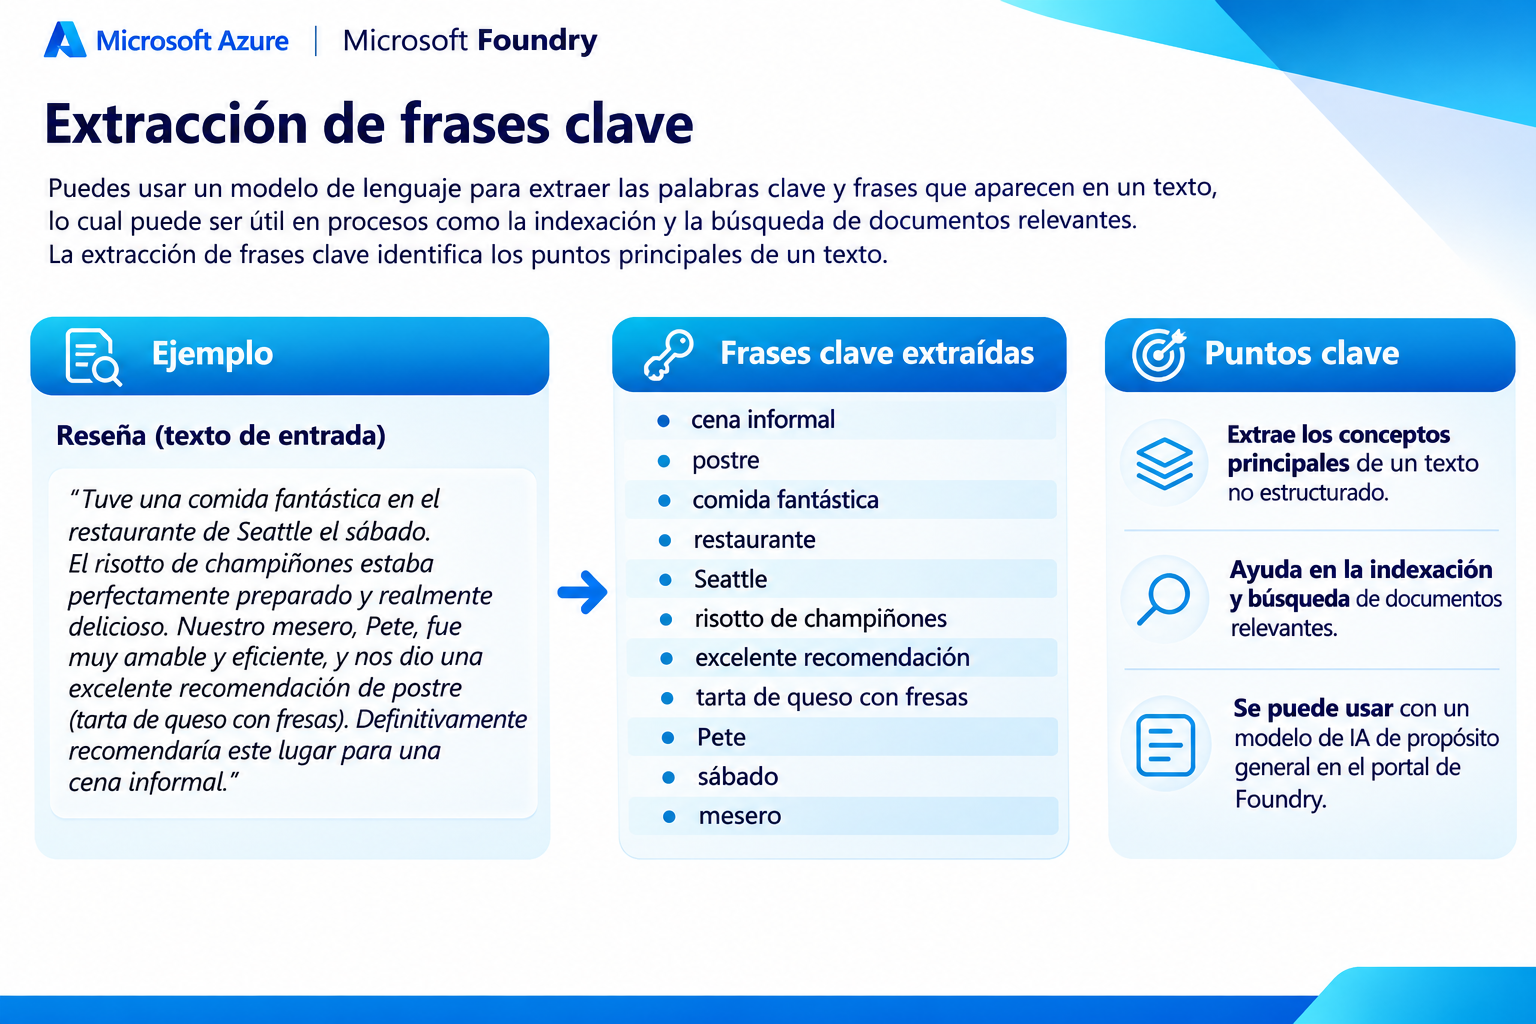 Microsoft Azure | Microsoft Foundry
Extracción de frases clave
Puedes usar un modelo de lenguaje para extraer las palabras clave y frases que aparecen en un texto,
lo cual puede ser útil en procesos como la indexación y la búsqueda de documentos relevantes.
La extracción de frases clave identifica los puntos principales de un texto.
Ejemplo
Reseña (texto de entrada)
“Tuve una comida fantástica en el
restaurante de Seattle el sábado.
El risotto de champiñones estaba
perfectamente preparado y realmente
delicioso. Nuestro mesero, Pete, fue
muy amable y eficiente, y nos dio una
excelente recomendación de postre
(tarta de queso con fresas). Definitivamente
recomendaría este lugar para una
cena informal.”
Frases clave extraídas
cena informal
postre
comida fantástica
restaurante
Seattle
risotto de champiñones
excelente recomendación
tarta de queso con fresas
Pete
sábado
mesero
Puntos clave
Extrae los conceptos
principales de un texto
no estructurado.
Ayuda en la indexación
y búsqueda de documentos
relevantes.
Se puede usar con un
modelo de IA de propósito
general en el portal de
Foundry.